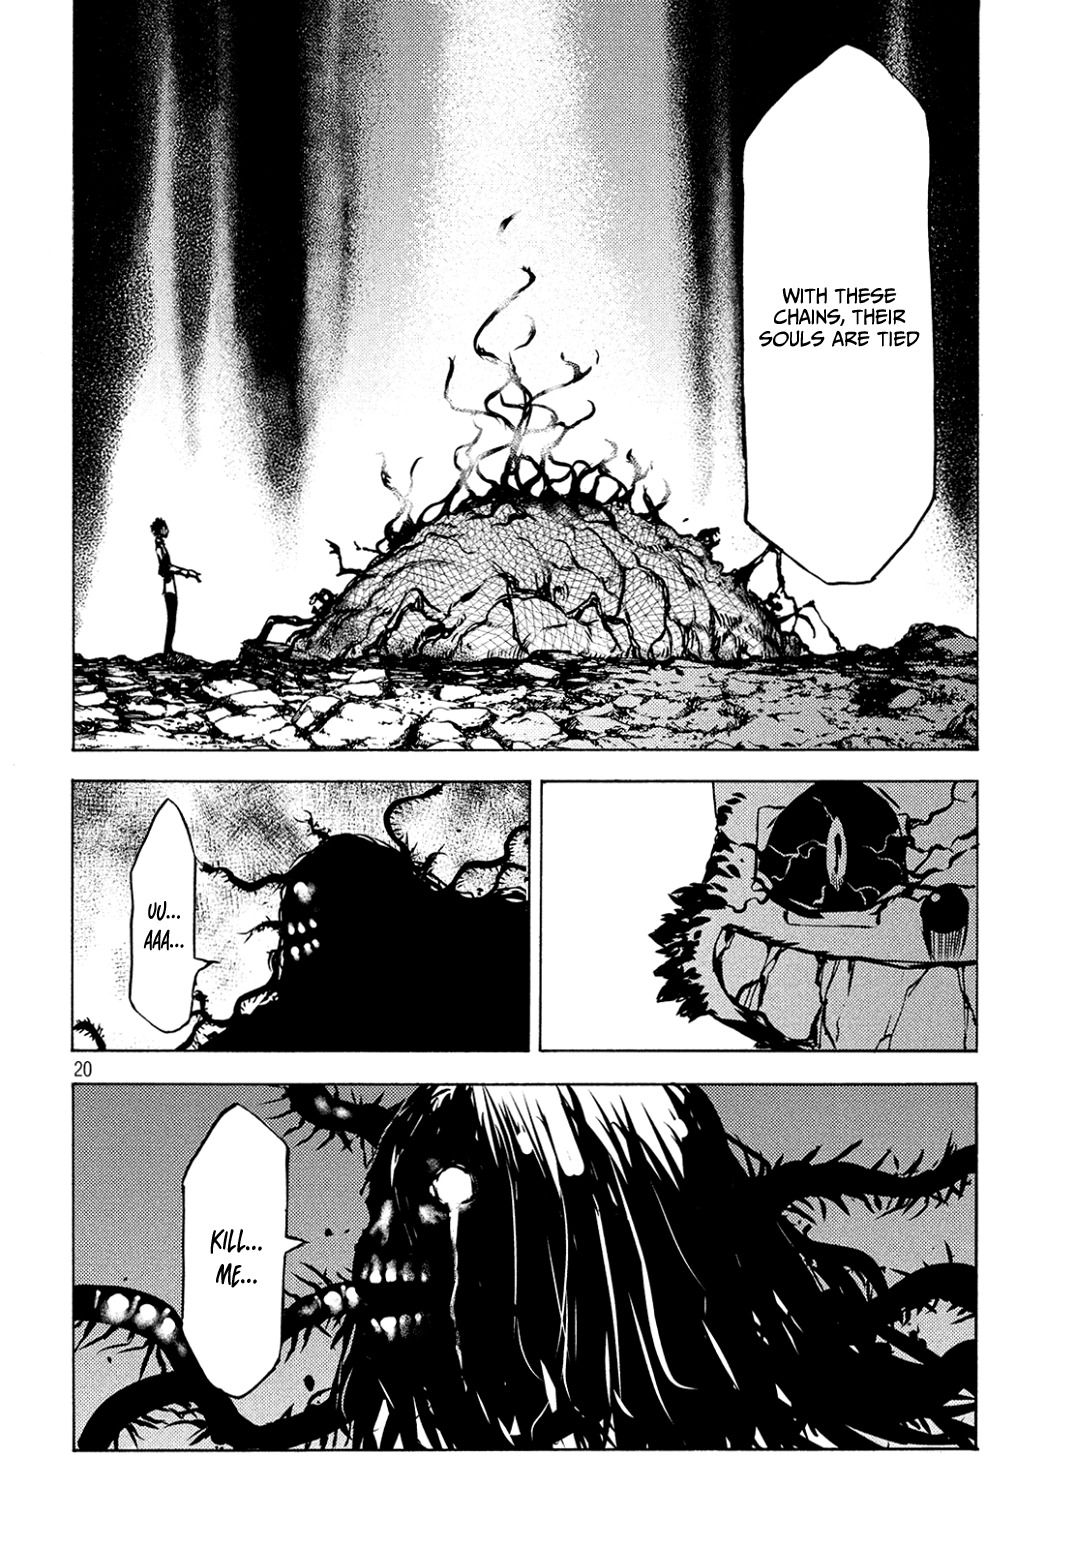 WITH THESE
CHAINS, THEIR
SOULS ARE TIED
UU...
AAA...
20
KILL...
ME...